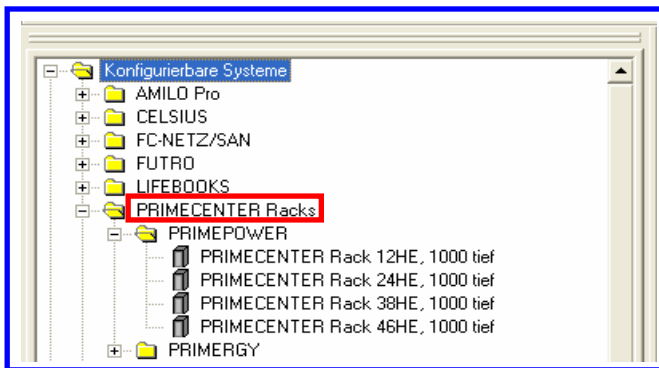 Konfigurierbare Systeme
AMILO Pro
CELSIUS
FC-NETZ/SAN
FUTRO
LIFEBOOKS
PRIMECENTER Racks
PRIMEPOWER
PRIMECENTER Rack 12HE, 1000 tief
PRIMECENTER Rack 24HE, 1000 tief
PRIMECENTER Rack 38HE, 1000 tief
PRIMECENTER Rack 46HE, 1000 tief
PRIMERGY